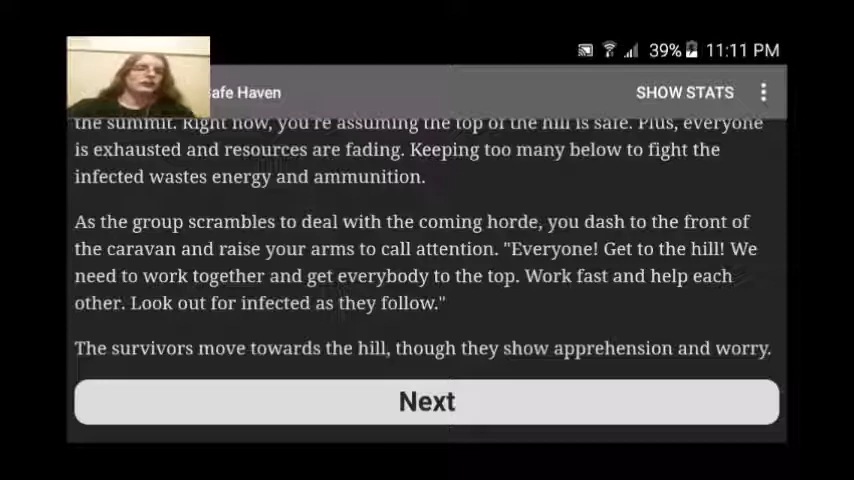 39% 11:11 PM
afe Haven SHOW STATS
the summit. Right now, you're assuming the top of the hill is safe. Plus, everyone
is exhausted and resources are fading. Keeping too many below to fight the
infected wastes energy and ammunition.
As the group scrambles to deal with the coming horde, you dash to the front of
the caravan and raise your arms to call attention. "Everyone! Get to the hill! We
need to work together and get everybody to the top. Work fast and help each
other. Look out for infected as they follow."
The survivors move towards the hill, though they show apprehension and worry.
Next